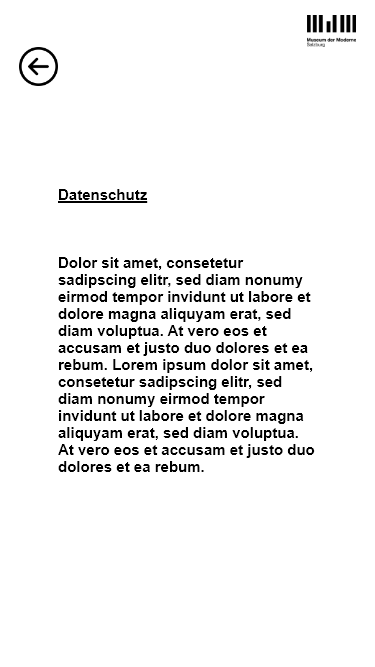 Museum der Moderne
Salzburg
Datenschutz
Dolor sit amet, consetetur
sadipscing elitr, sed diam nonumy
eirmod tempor invidunt ut labore et
dolore magna aliquyam erat, sed
diam voluptua. At vero eos et
accusam et justo duo dolores et ea
rebum. Lorem ipsum dolor sit amet,
consetetur sadipscing elitr, sed
diam nonumy eirmod tempor
invidunt ut labore et dolore magna
aliquyam erat, sed diam voluptua.
At vero eos et accusam et justo duo
dolores et ea rebum.